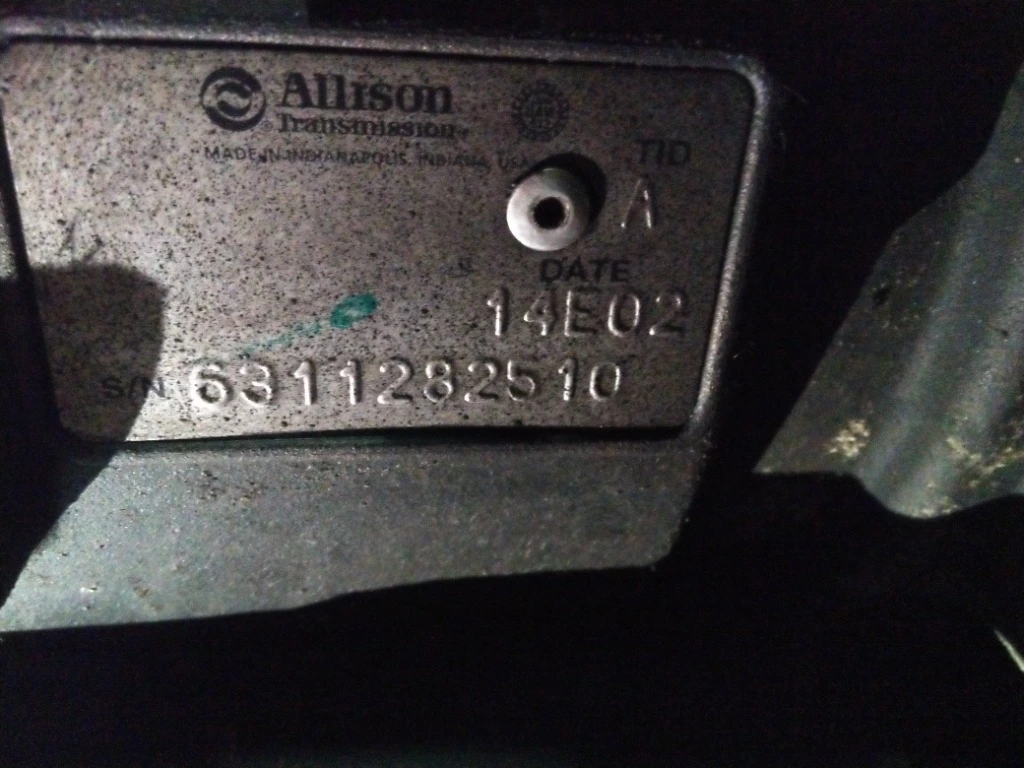 Allison
Transmission
MADE IN INDIANAPOLIS, INDIANA, USA
TID
A
DATE
14E02
S/N 6311282510